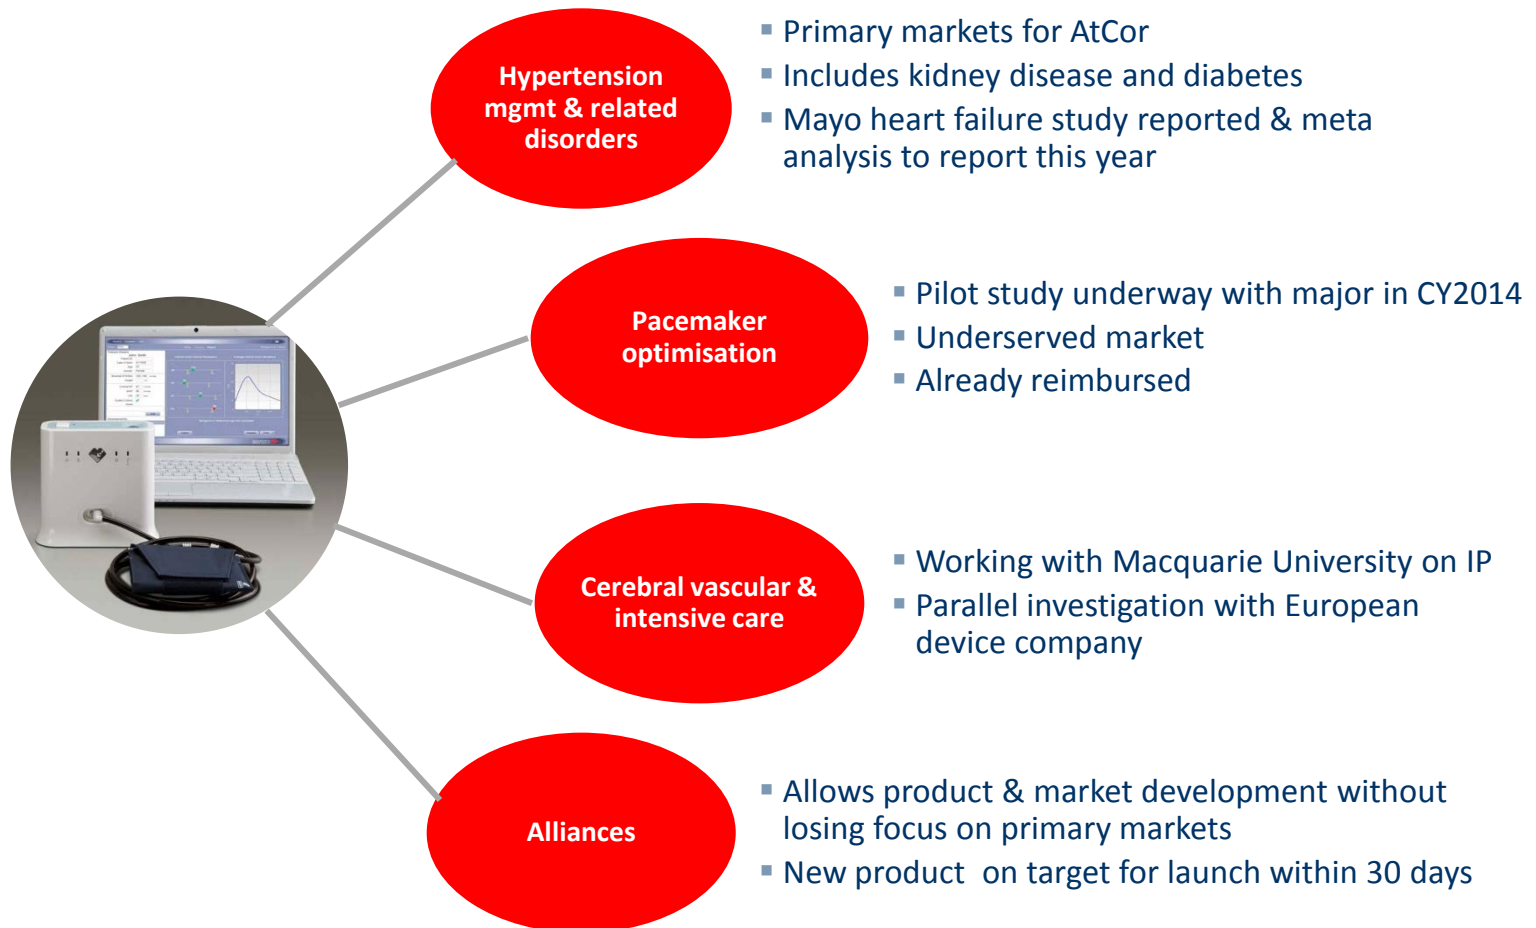 Hypertension
mgmt & related
disorders
▪ Primary markets for AtCor
▪ Includes kidney disease and diabetes
▪ Mayo heart failure study reported & meta
analysis to report this year
Pacemaker
optimisation
▪ Pilot study underway with major in CY2014
▪ Underserved market
▪ Already reimbursed
Cerebral vascular &
intensive care
▪ Working with Macquarie University on IP
▪ Parallel investigation with European
device company
Alliances
▪ Allows product & market development without
losing focus on primary markets
▪ New product  on target for launch within 30 days